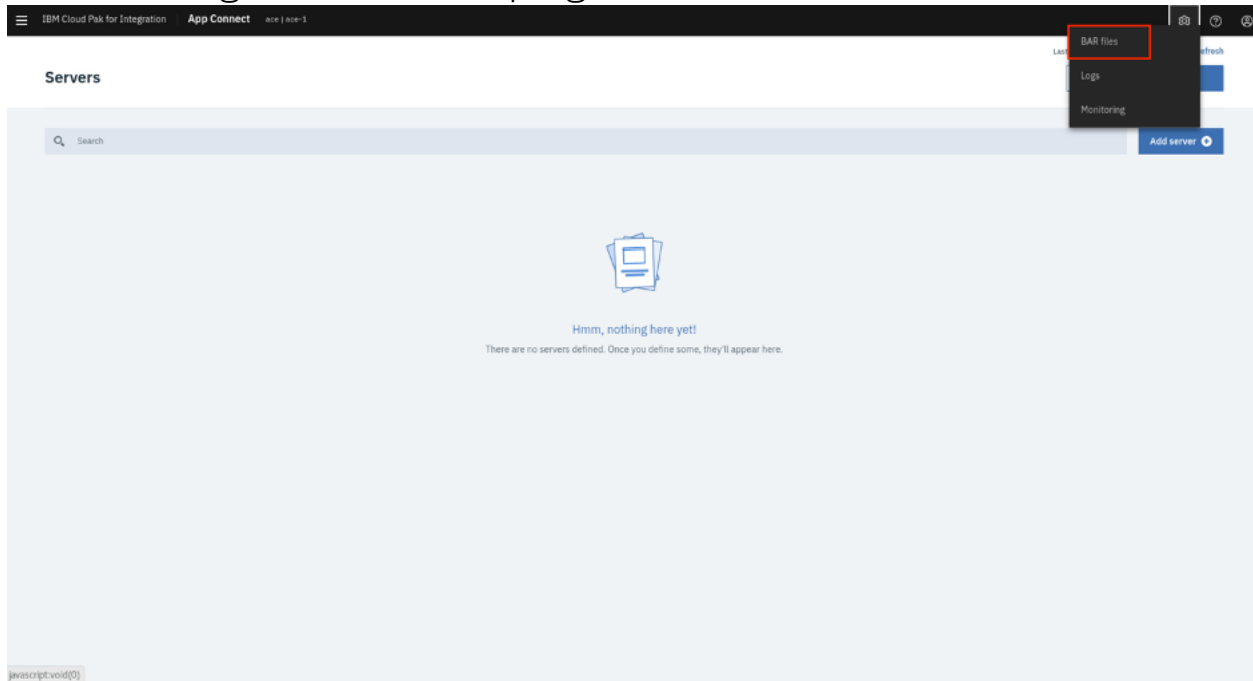 IBM Cloud Pak for Integration App Connect ace | ace-1
BAR files
Last
efresh
Servers
Logs
Monitoring
Search
Add server
Hmm, nothing here yet!
There are no servers defined. Once you define some, they'll appear here.
javascript:void(0)